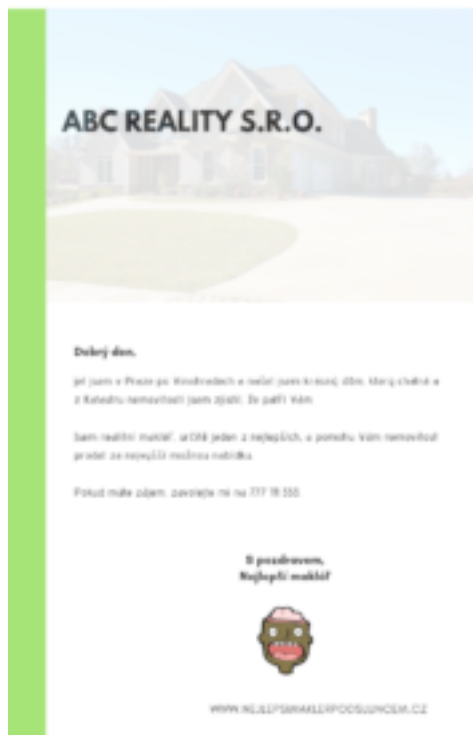 ABC REALITY S.R.O.
Dobrý den,
jel jsem v Praze po Vinohradech a našel jsem krásný dům, který chátrá a
z Katastru nemovitostí jsem zjistil, že patří Vám.
Jsem realitní makléř, určitě jeden z nejlepších, a pomohu Vám nemovitost
prodat za nejvyšší možnou nabídku.
Pokud máte zájem, zavolejte mi na 777
S pozdravem,
Nejlepší makléř
WWW.NEJLEPSIMAKLERPODSLUNCEM.CZ